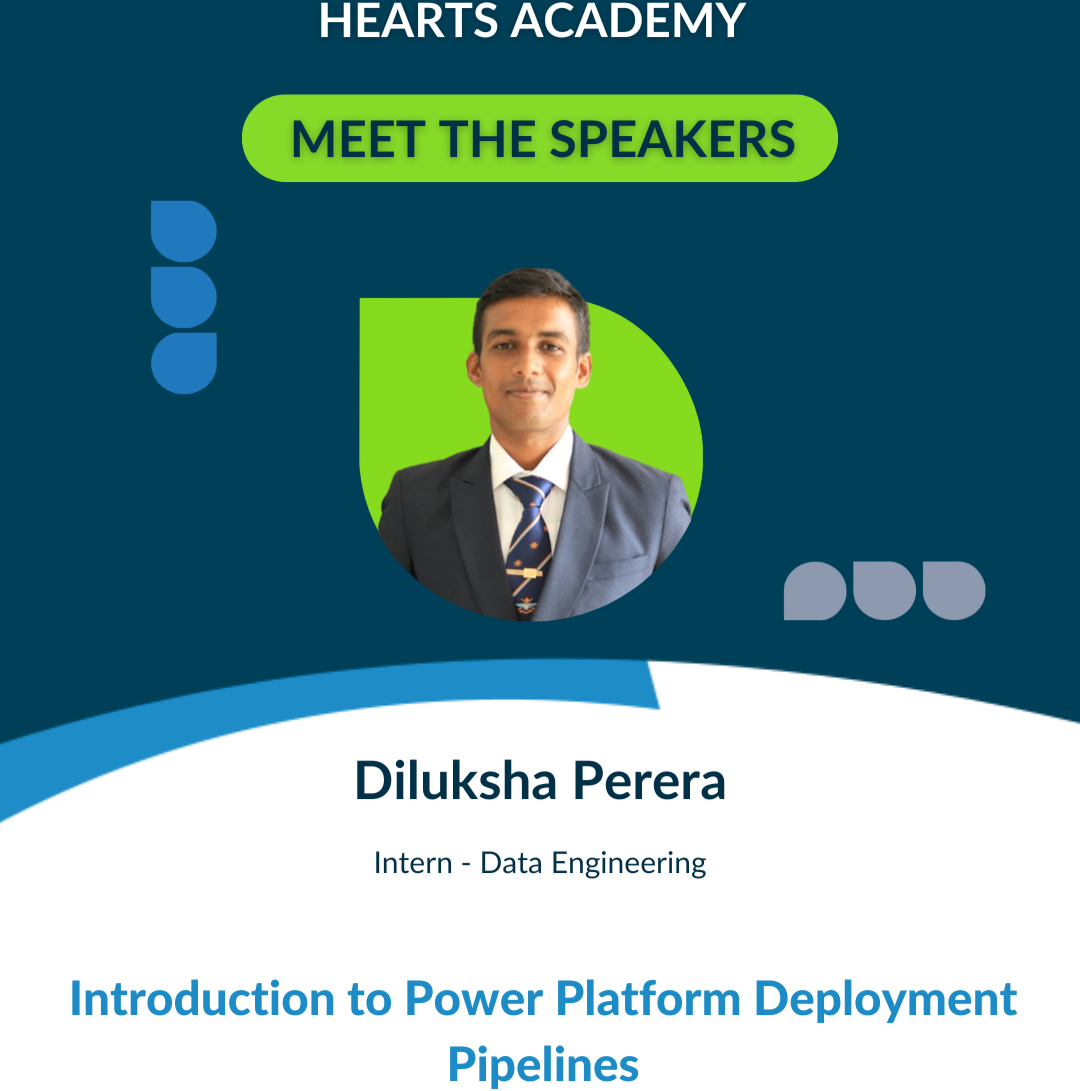 HEARTS ACADEMY
MEET THE SPEAKERS
Diluksha Perera
Intern - Data Engineering
Introduction to Power Platform Deployment
Pipelines